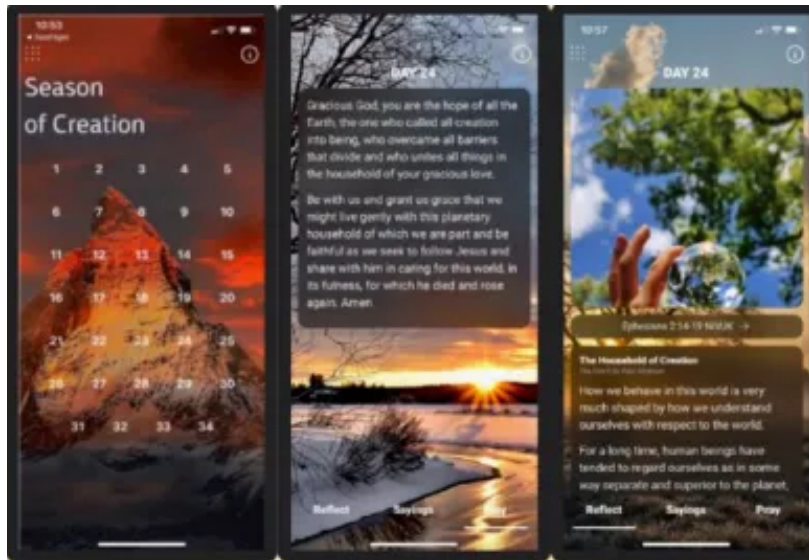 10:53
Season
of Creation
1 2 3 4 5
6 7 8 9 10
11 12 13 14 15
16 17 18 19 20
21 22 23 24 25
26 27 28 29 30
31 32 33 34
DAY 24
Gracious God, you are the hope of all the
Earth, the one who called all creation
into being, who overcame all barriers
that divide and who unites all things in
the household of your gracious love.
Be with us and grant us grace that we
might live gently with this planetary
household of which we are part and be
faithful as we seek to follow Jesus and
share with him in caring for this world, in
its fulness, for which he died and rose
again. Amen
Reflect Sayings Pray
10:57
DAY 24
Ephesians 2:14-19 NIVUK →
The Household of Creation
How we behave in this world is very
much shaped by how we understand
ourselves with respect to the world.
For a long time, human beings have
tended to regard ourselves as in some
way separate and superior to the planet,
Reflect Sayings Pray